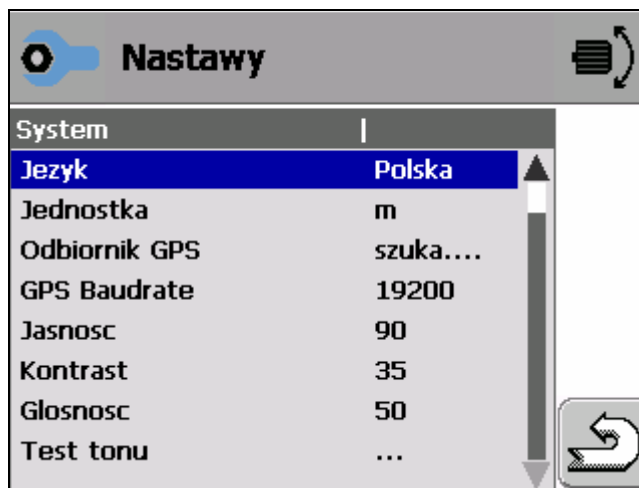 Nastawy
System |
Jezyk Polska
Jednostka m
Odbiornik GPS szuka....
GPS Baudrate 19200
Jasnosc 90
Kontrast 35
Glosnosc 50
Test tonu ...